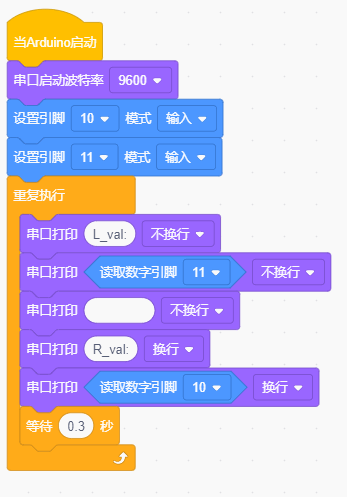 当Arduino启动
串口启动波特率 9600
设置引脚 10 模式 输入
设置引脚 11 模式 输入
重复执行
串口打印 L_val: 不换行
串口打印 读取数字引脚 11 不换行
串口打印 不换行
串口打印 R_val: 换行
串口打印 读取数字引脚 10 换行
等待 0.3 秒